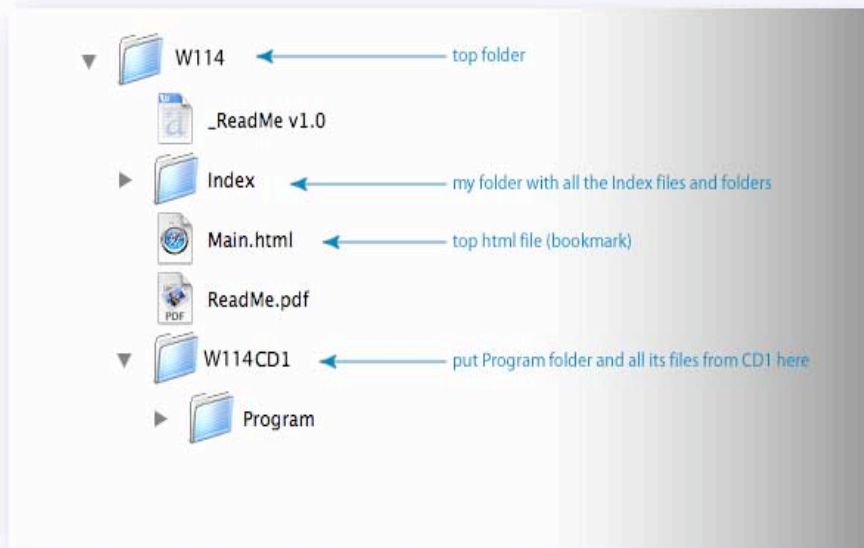 W114 top folder
_ReadMe v1.0
Index my folder with all the Index files and folders
Main.html top html file (bookmark)
PDF
ReadMe.pdf
W114CD1 put Program folder and all its files from CD1 here
Program